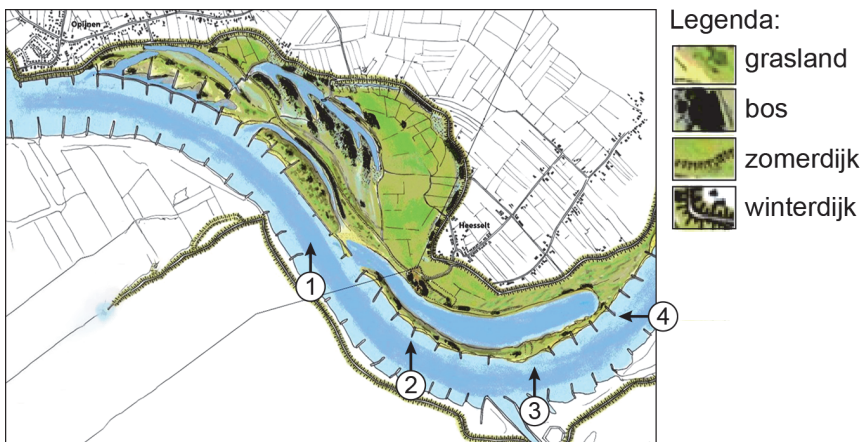 Opijnen
Heesselt
1
2
3
4
Legenda:
grasland
bos
zomerdijk
winterdijk